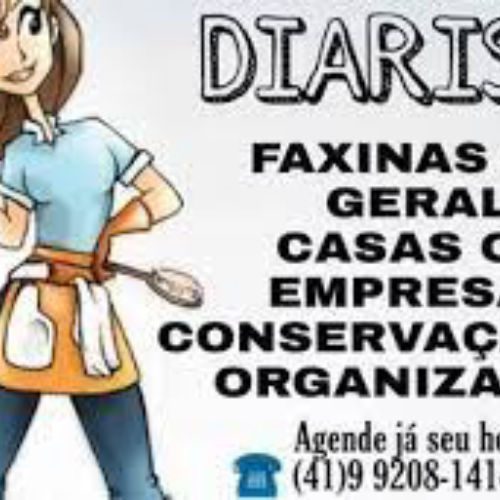 DIARIS
FAXINAS
GERAL
CASAS O
EMPRESA
CONSERVAÇ
ORGANIZA
Agende já seu ho
(41)9 9208-141